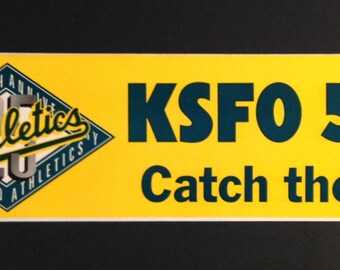 Athletics
ATHLETICS
KSFO 5
Catch the